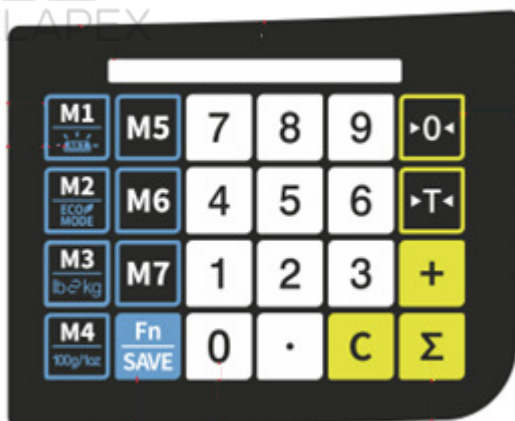 LAPEX
M1 M5 7 8 9 ▸0◂
M2 M6 4 5 6 ▸T◂
ECO
MODE
M3 M7 1 2 3 +
lb kg
M4 Fn 0 . C Σ
100g/1oz SAVE